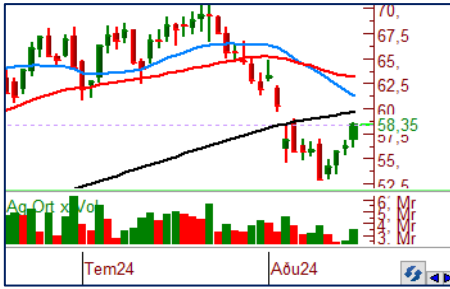 70,
67,5
65,
62,5
60
58,35
57,5
55,
52,5
Ag Ort x Vol
6, Mr
5, Mr
4, Mr
3, Mr
Tem24
Aðu24